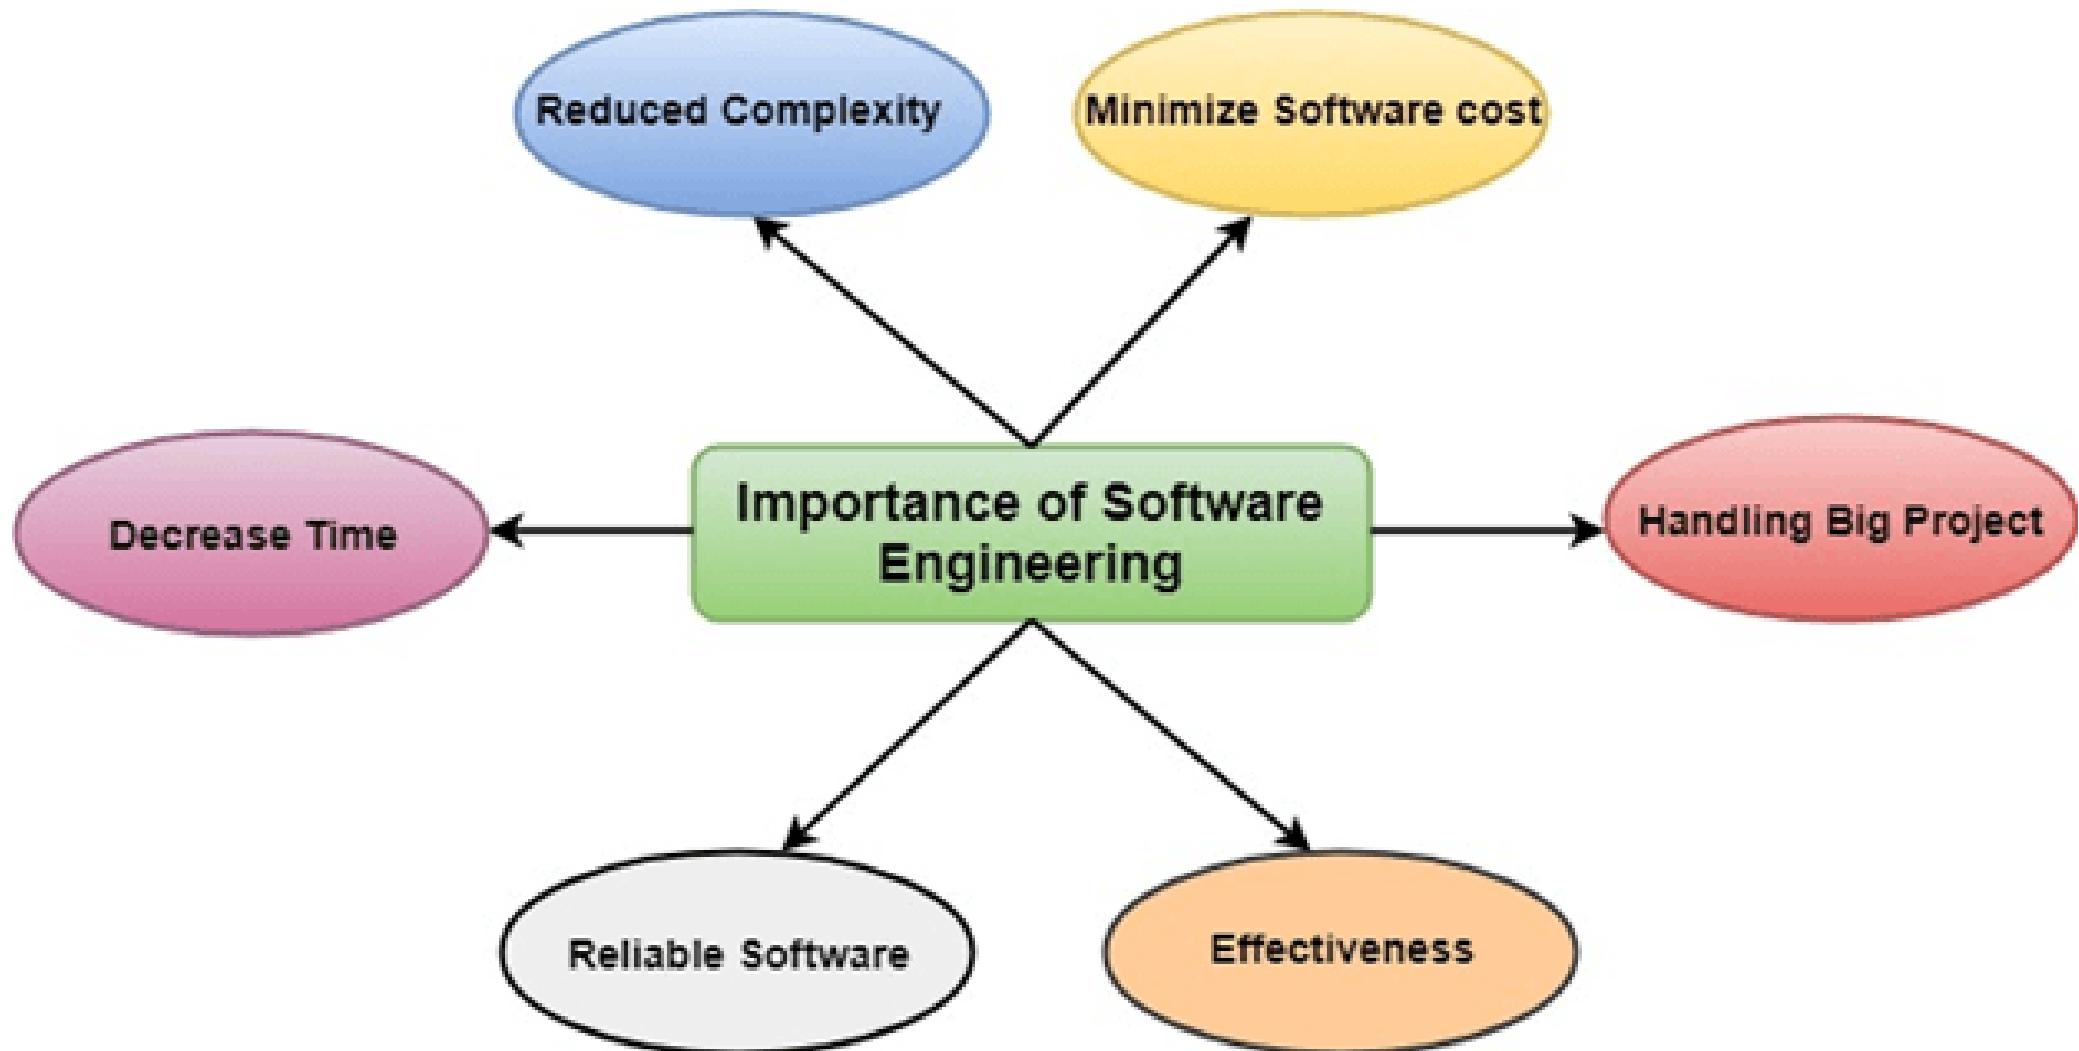 Reduced Complexity
Minimize Software cost
Decrease Time
Importance of Software
Engineering
Handling Big Project
Reliable Software
Effectiveness